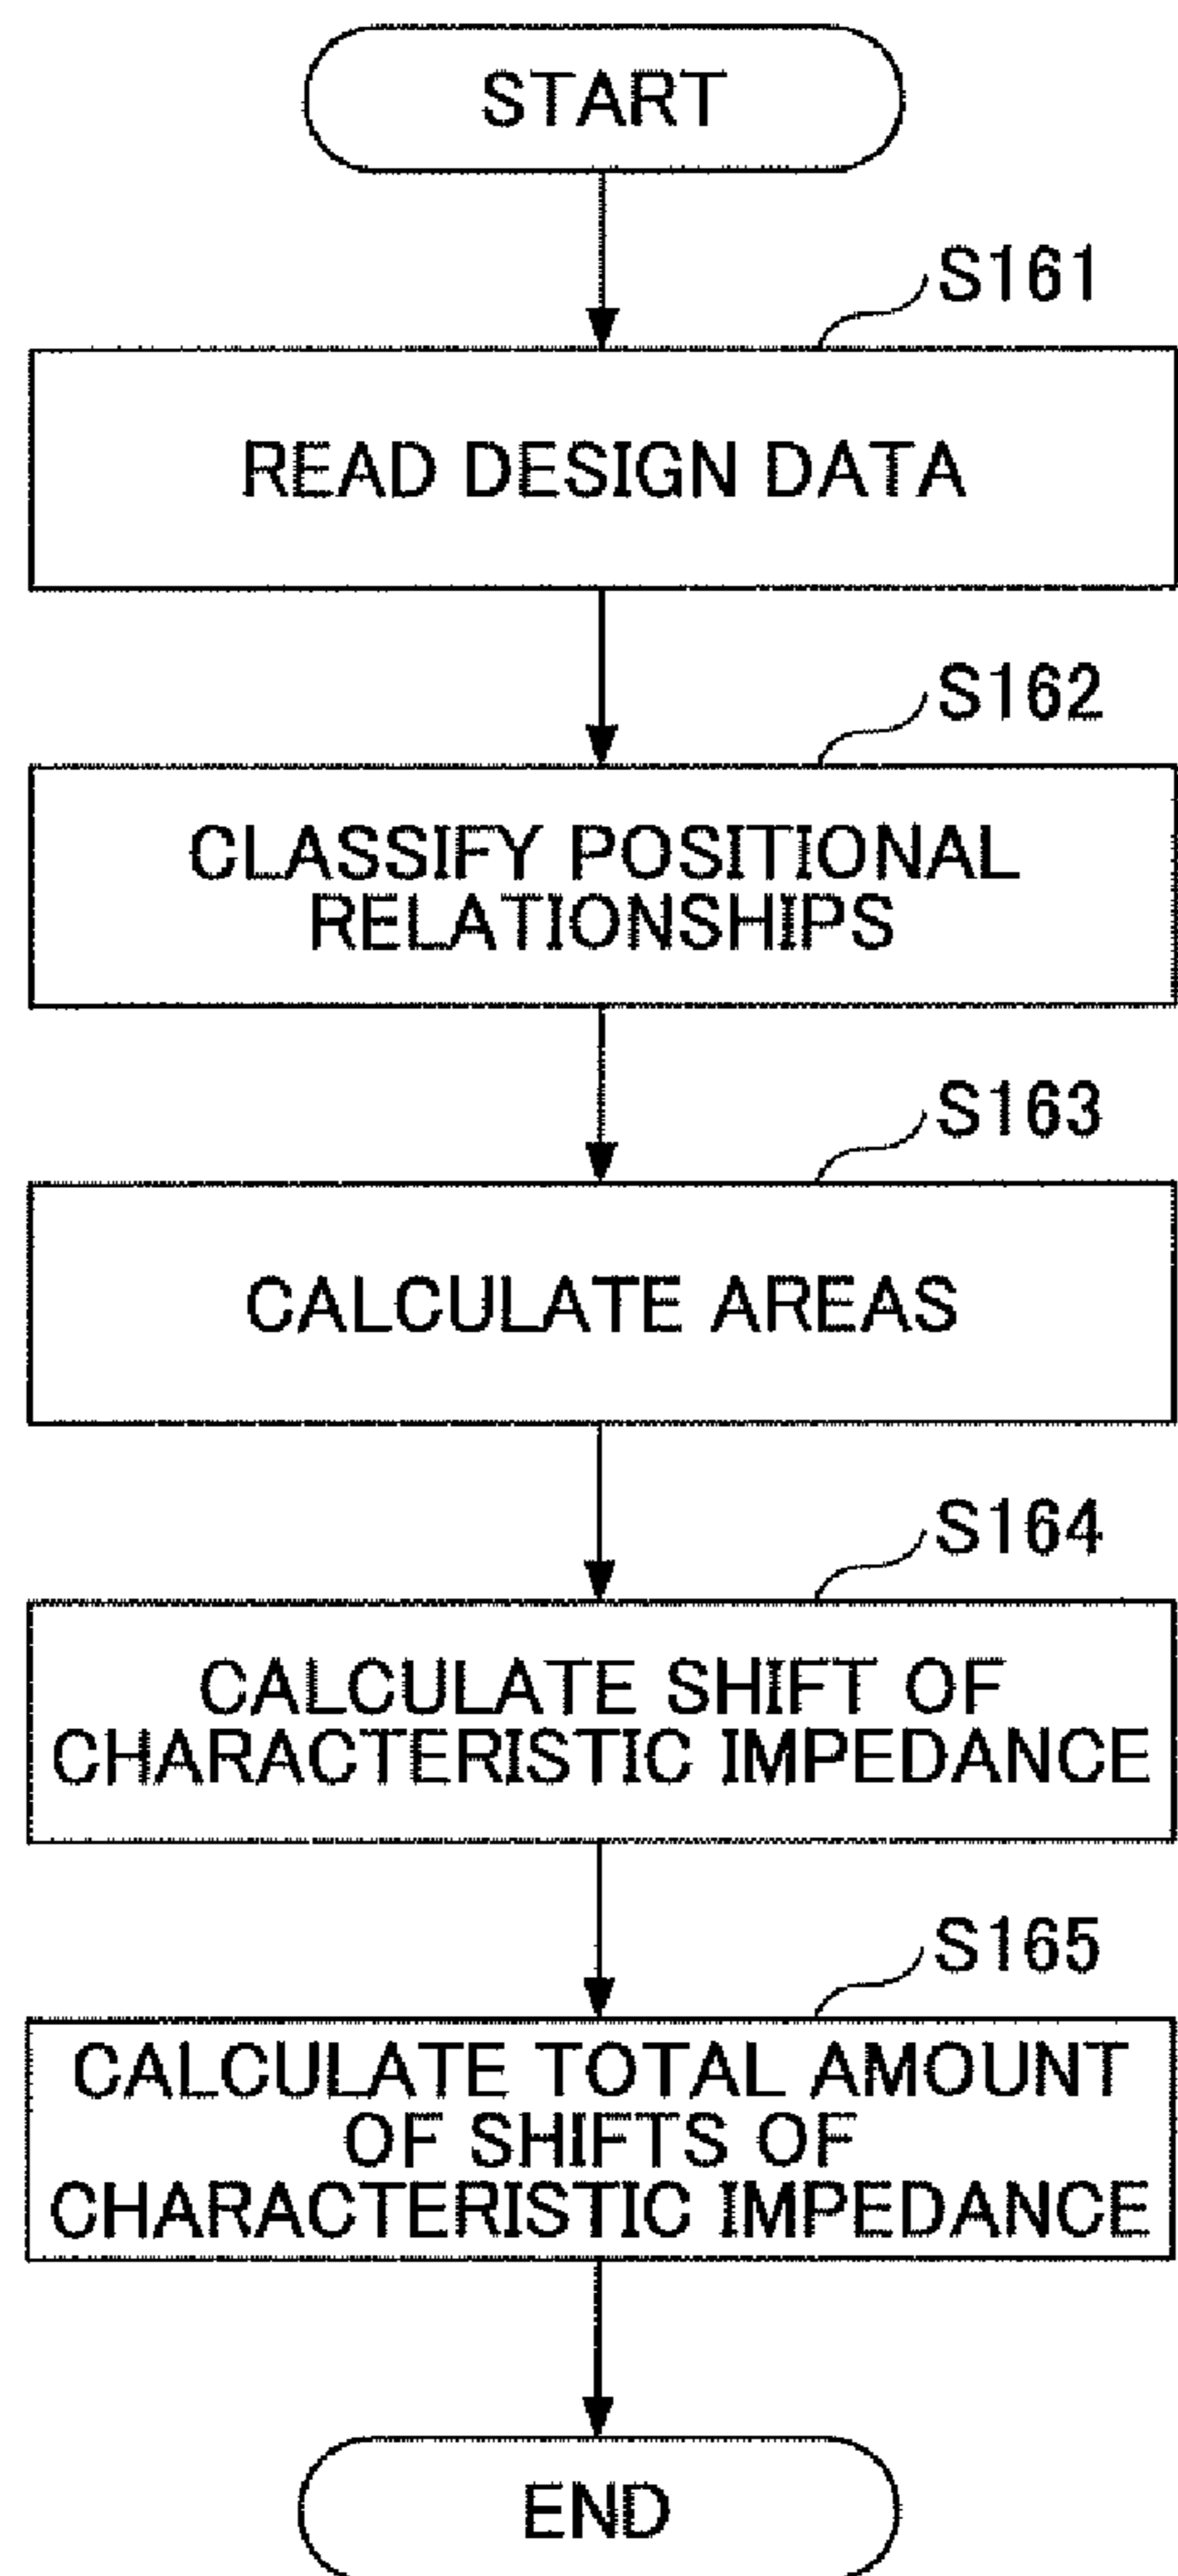 START
S161
READ DESIGN DATA
S162
CLASSIFY POSITIONAL
RELATIONSHIPS
S163
CALCULATE AREAS
S164
CALCULATE SHIFT OF
CHARACTERISTIC IMPEDANCE
S165
CALCULATE TOTAL AMOUNT
OF SHIFTS OF
CHARACTERISTIC IMPEDANCE
END